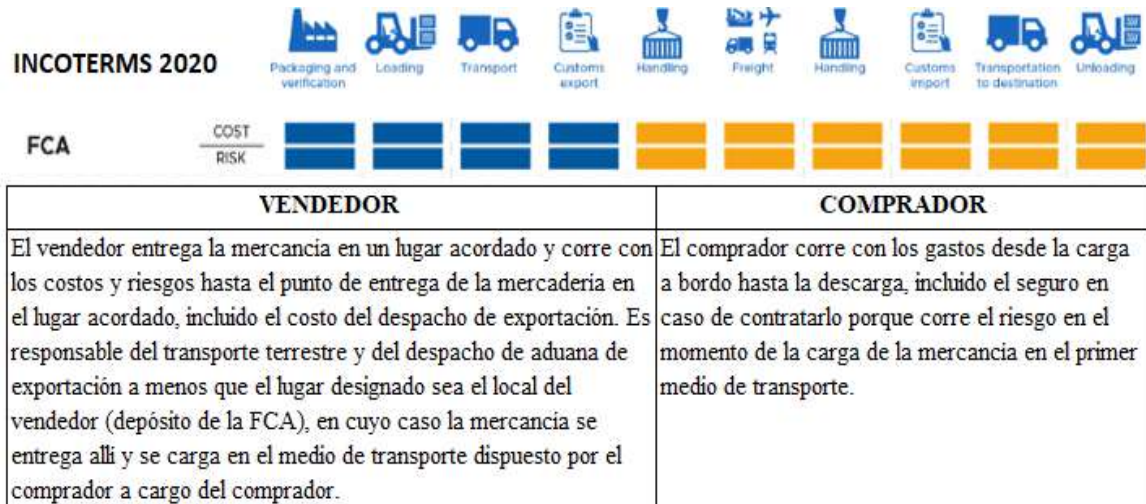 INCOTERMS 2020
Packaging and
verification
Loading
Transport
Customs
export
Handling
Freight
Handling
Customs
import
Transportation
to destination
Unloading
FCA
COST
RISK
VENDEDOR
El vendedor entrega la mercancía en un lugar acordado y corre con
los costos y riesgos hasta el punto de entrega de la mercadería en
el lugar acordado, incluido el costo del despacho de exportación. Es
responsable del transporte terrestre y del despacho de aduana de
exportación a menos que el lugar designado sea el local del
vendedor (depósito de la FCA), en cuyo caso la mercancía se
entrega allí y se carga en el medio de transporte dispuesto por el
comprador a cargo del comprador.
COMPRADOR
El comprador corre con los gastos desde la carga
a bordo hasta la descarga, incluido el seguro en
caso de contratarlo porque corre el riesgo en el
momento de la carga de la mercancía en el primer
medio de transporte.